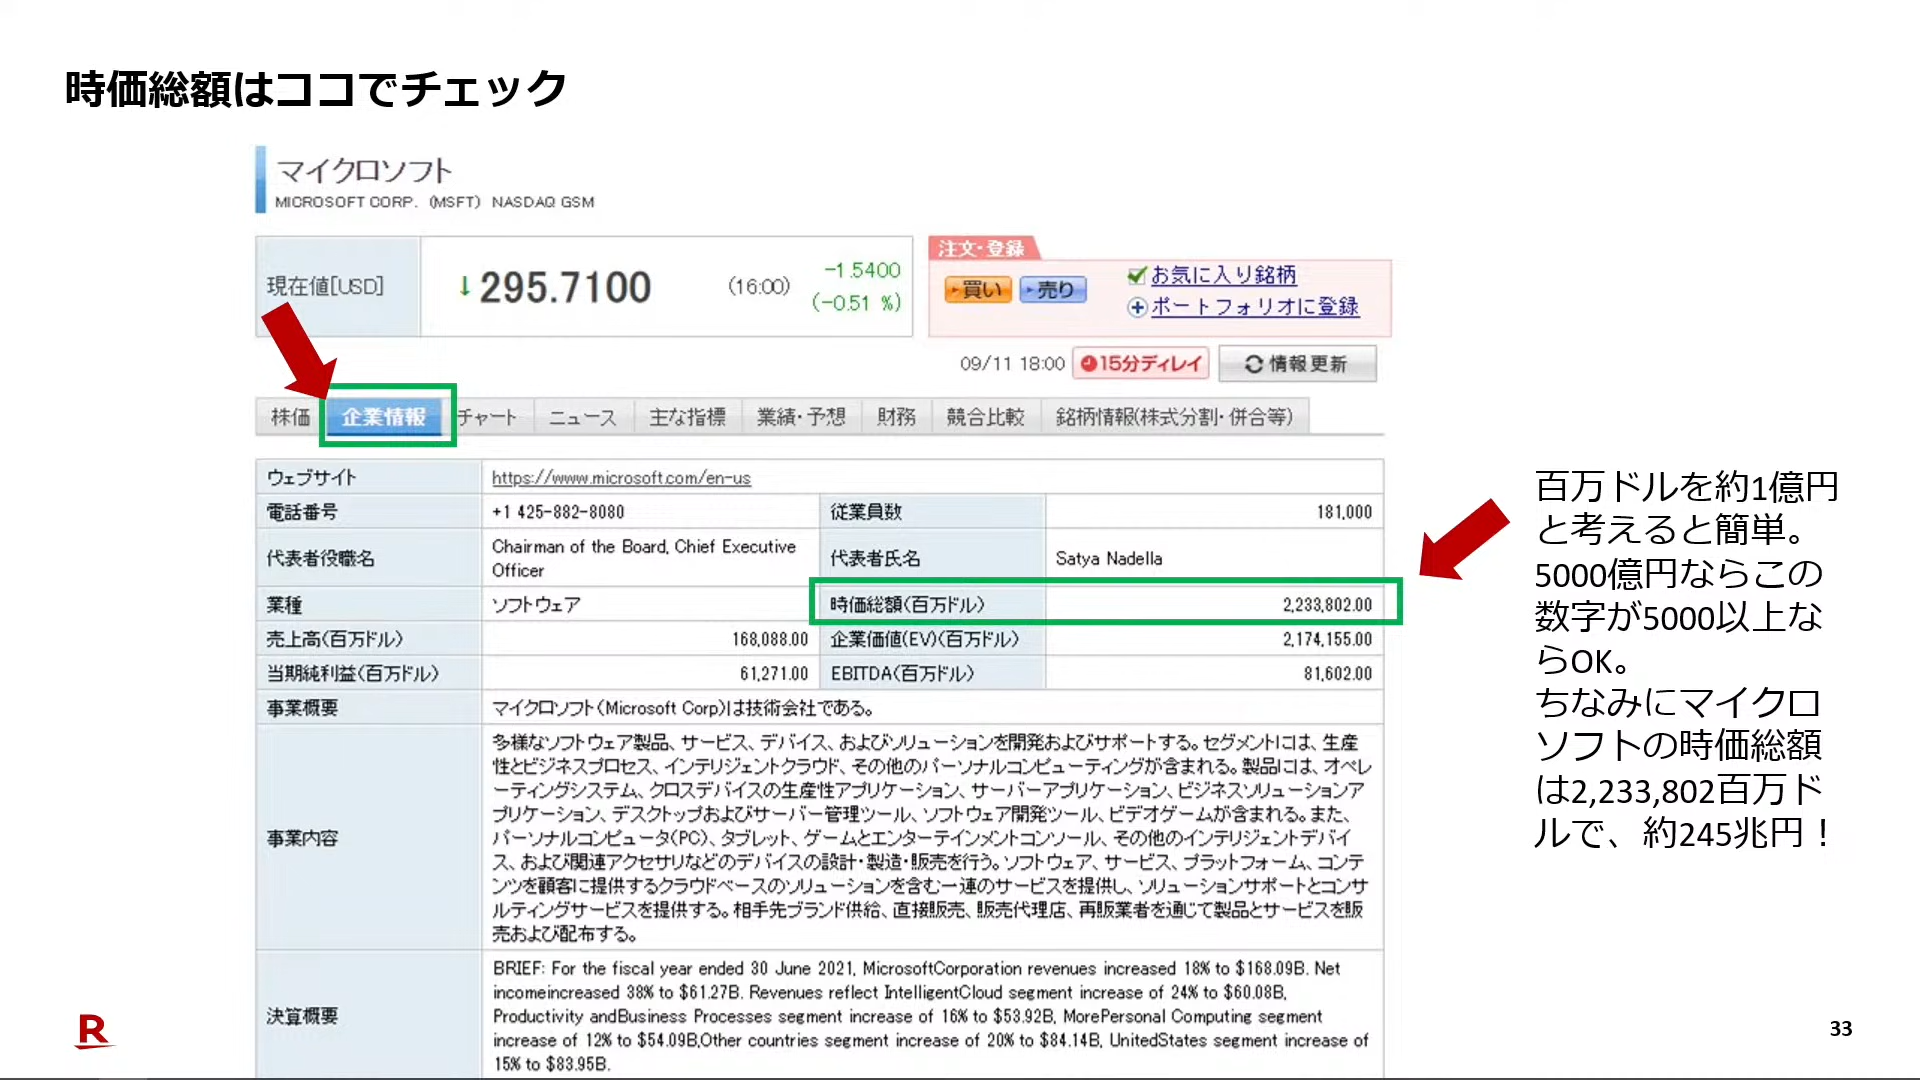 時価総額はココでチェック
マイクロソフト
MICROSOFT CORP. (MSFT) NASDAQ GSM
現在値[USD]
↓295.7100
(16:00)
-1.5400
(-0.51 %)
注文・登録
買い
売り
お気に入り銘柄
ポートフォリオに登録
09/11 18:00
15分ディレイ
情報更新
株価 企業情報 チャート ニュース 主な指標 業績・予想 財務 競合比較 銘柄情報(株式分割・併合等)
ウェブサイト https://www.microsoft.com/en-us
電話番号 +1 425-882-8080 従業員数 181,000
代表者役職名 Chairman of the Board, Chief Executive
Officer
代表者氏名 Satya Nadella
業種 ソフトウェア 時価総額(百万ドル) 2,233,802.00
売上高(百万ドル) 168,088.00 企業価値(EV)(百万ドル) 2,174,155.00
当期純利益(百万ドル) 61,271.00 EBITDA(百万ドル) 81,602.00
事業概要 マイクロソフト(Microsoft Corp)は技術会社である。
事業内容
多様なソフトウェア製品、サービス、デバイス、およびソリューションを開発およびサポートする。セグメントには、生産
性とビジネスプロセス、インテリジェントクラウド、その他のパーソナルコンピューティングが含まれる。製品には、オペレ
ーティングシステム、クロスデバイスの生産性アプリケーション、サーバーアプリケーション、ビジネスソリューションア
プリケーション、デスクトップおよびサーバー管理ツール、ソフトウェア開発ツール、ビデオゲームが含まれる。また、
パーソナルコンピュータ(PC)、タブレット、ゲームとエンターテインメントコンソール、その他のインテリジェントデバイ
ス、および関連アクセサリなどのデバイスの設計・製造・販売を行う。ソフトウェア、サービス、プラットフォーム、コンテ
ンツを顧客に提供するクラウドベースのソリューションを含む一連のサービスを提供し、ソリューションサポートとコンサ
ルティングサービスを提供する。相手先ブランド供給、直接販売、販売代理店、再販業者を通じて製品とサービスを販
売および配布する。
決算概要
BRIEF: For the fiscal year ended 30 June 2021, MicrosoftCorporation revenues increased 18% to $168.09B. Net
incomeincreased 38% to $61.27B. Revenues reflect IntelligentCloud segment increase of 24% to $60.08B,
Productivity andBusiness Processes segment increase of 16% to $53.92B, MorePersonal Computing segment
increase of 12% to $54.09B,Other countries segment increase of 20% to $84.14B, UnitedStates segment increase of
15% to $83.95B.
百万ドルを約1億円
と考えると簡単。
5000億円ならこの
数字が5000以上な
らOK。
ちなみにマイクロ
ソフトの時価総額
は2,233,802百万ド
ルで、約245兆円！
R
33